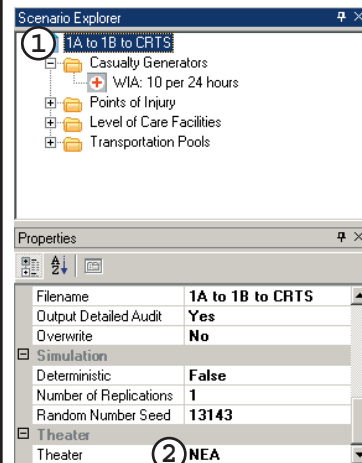 Scenario Explorer
1
1A to 1B to CRTS
Casualty Generators
WIA: 10 per 24 hours
Points of Injury
Level of Care Facilities
Transportation Pools
Properties
A
Z
Filename 1A to 1B to CRTS
Output Detailed Audit Yes
Overwrite No
Simulation
Deterministic False
Number of Replications 1
Random Number Seed 13143
Theater
Theater 2 NEA